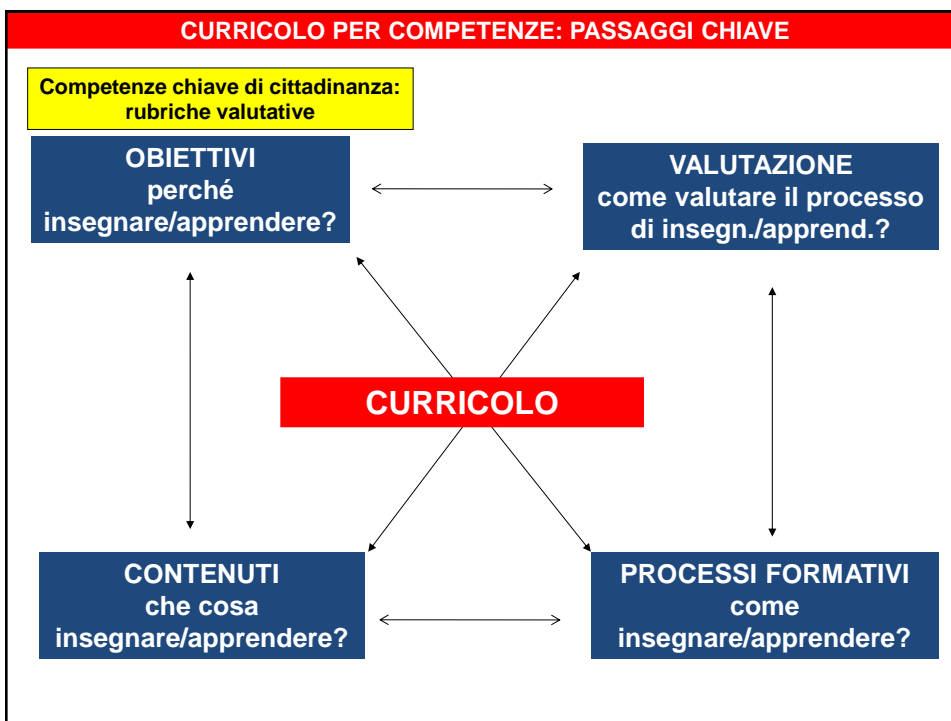 CURRICOLO PER COMPETENZE: PASSAGGI CHIAVE
Competenze chiave di cittadinanza:
rubriche valutative
OBIETTIVI
perché
insegnare/apprendere?
VALUTAZIONE
come valutare il processo
di insegn./apprend.?
CURRICOLO
CONTENUTI
che cosa
insegnare/apprendere?
PROCESSI FORMATIVI
come
insegnare/apprendere?